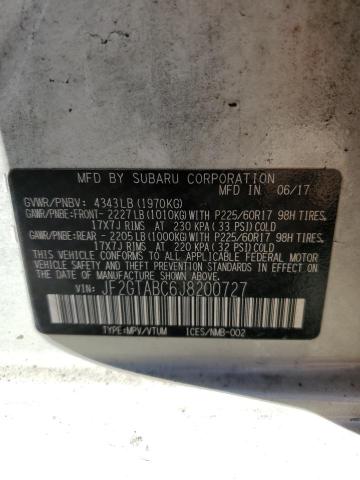 MFD BY SUBARU CORPORATION
MFD IN 06/17
GVWR/PNBV: 4343LB(1970KG)
GAWR/PNBE:FRONT- 2227LB(1010KG)WITH P225/60R17 98H TIRES,
17X7J RIMS AT 230 KPA(33 PSI)COLD
GAWR/PNBE:REAR - 2205LB(1000KG)WITH P225/60R17 98H TIRES,
17X7J RIMS AT 220 KPA(32 PSI)COLD
THIS VEHICLE CONFORMS TO ALL APPLICABLE FEDERAL MOTOR VEHICLE SAFETY, BUMPER,
AND THEFT PREVENTION STANDARDS IN EFFECT ON THE DATE OF MANUFACTURE SHOWN ABOVE.
VIN: JF2GTABC6J8200727
TYPE:MPV/VTUM ICES/NMB-002